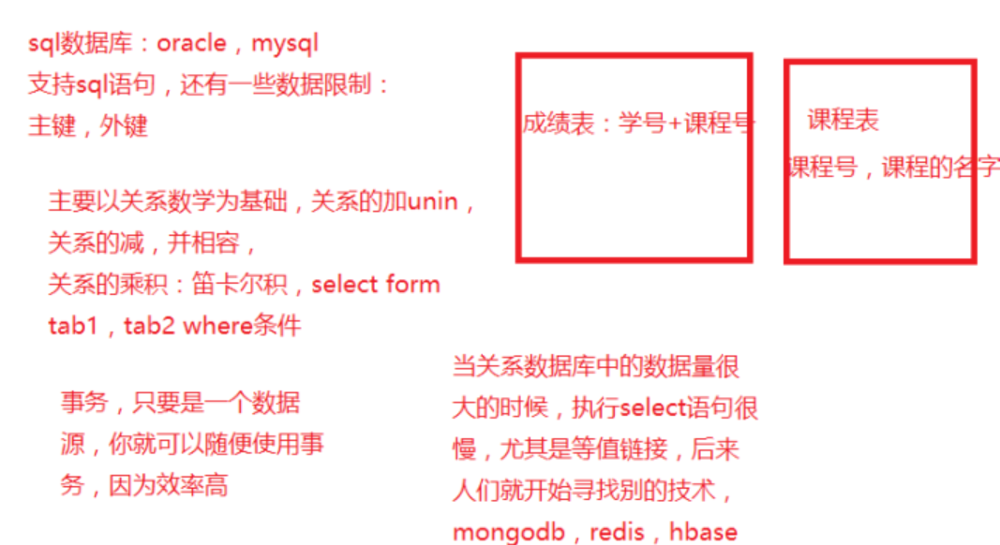 sql数据库：oracle，mysql
支持sql语句，还有一些数据限制：
主键，外键
成绩表：学号+课程号
课程表
课程号，课程的名字
主要以关系数学为基础，关系的加unin，
关系的减，并相容，
关系的乘积：笛卡尔积，select form
tab1，tab2 where条件
事务，只要是一个数据
源，你就可以随便使用事
务，因为效率高
当关系数据库中的数据量很
大的时候，执行select语句很
慢，尤其是等值链接，后来
人们就开始寻找别的技术，
mongodb，redis，hbase